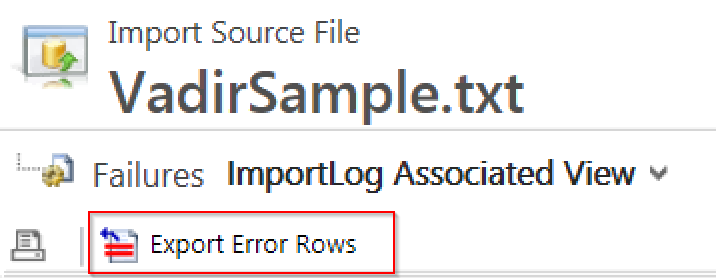 Import Source File
VadirSample.txt
Failures ImportLog Associated View
Export Error Rows